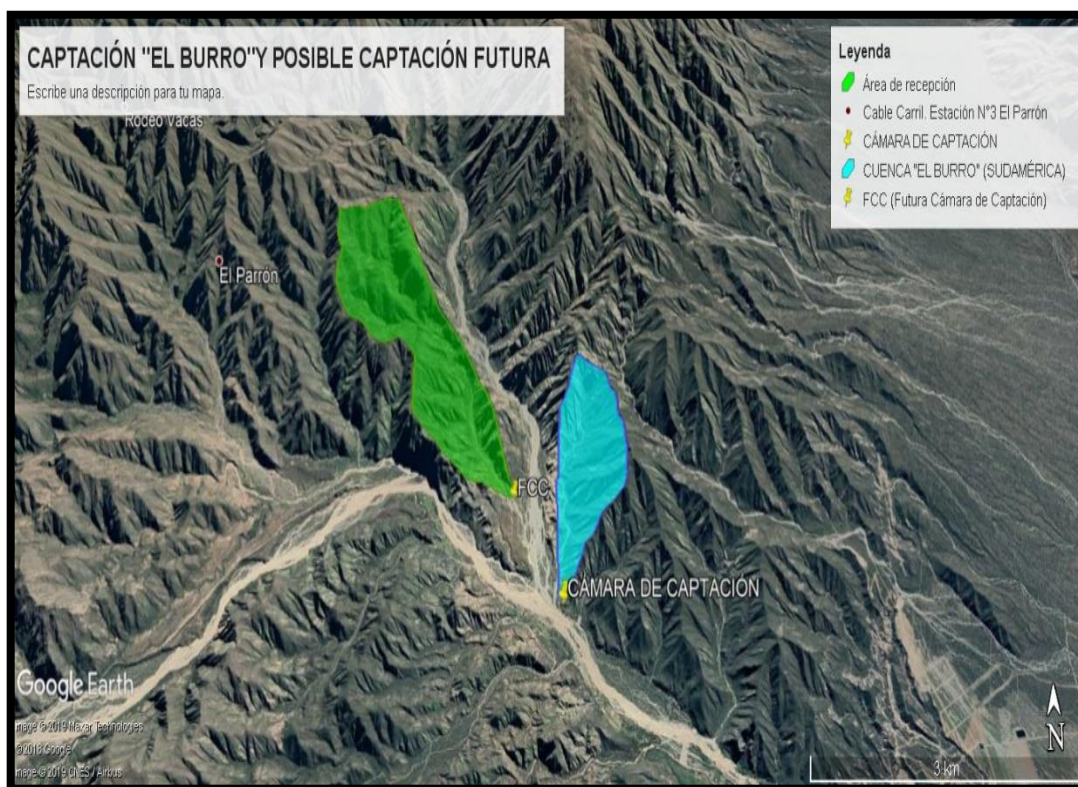 CAPTACIÓN "EL BURRO"Y POSIBLE CAPTACIÓN FUTURA
Escribe una descripción para tu mapa.
Rodeo Vacas
El Parrón
FCC
CÁMARA DE CAPTACIÓN
Leyenda
Área de recepción
Cable Carril. Estación N°3 El Parrón
CÁMARA DE CAPTACIÓN
CUENCA "EL BURRO" (SUDAMÉRICA)
FCC (Futura Cámara de Captación)
Google Earth
Image © 2019 Maxar Technologies
© 2018 Google
Image © 2019 CNES / Airbus
N
3 km